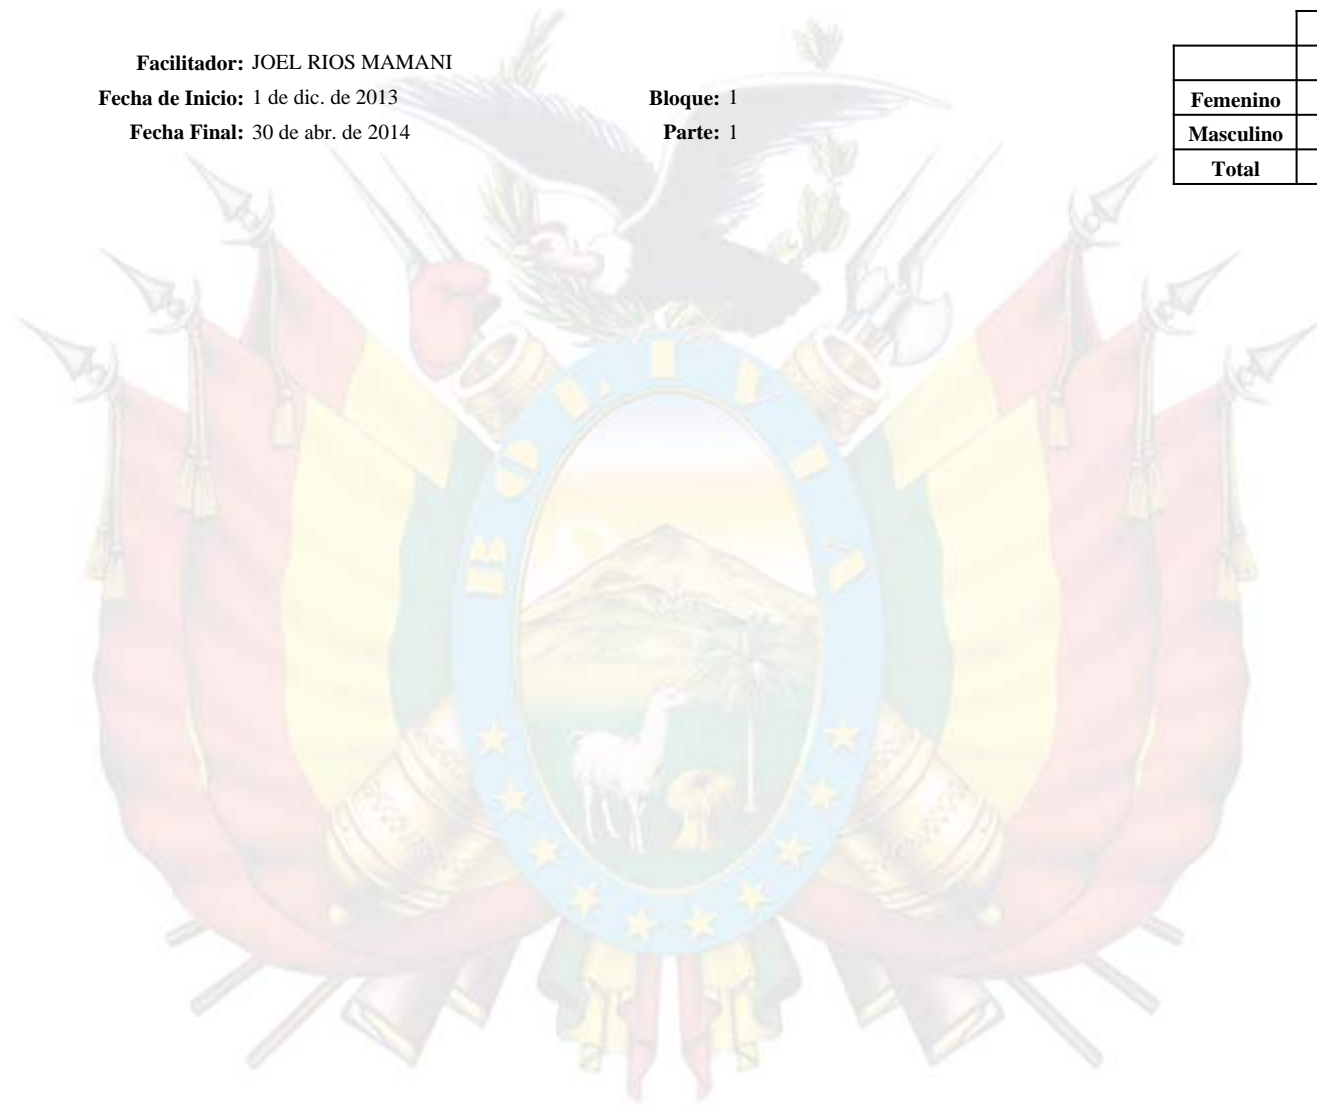 Facilitador: JOEL RIOS MAMANI
Fecha de Inicio: 1 de dic. de 2013 Bloque: 1
Fecha Final: 30 de abr. de 2014 Parte: 1
Femenino
Masculino
Total
BOLIVIA